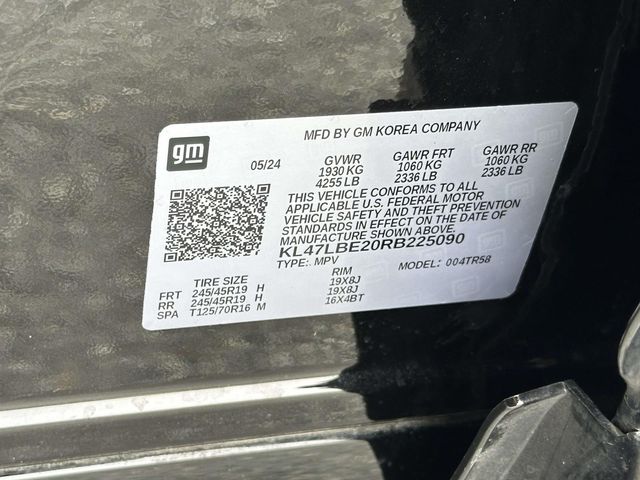 gm
MFD BY GM KOREA COMPANY
05/24 GVWR GAWR FRT GAWR RR
1930 KG 1060 KG 1060 KG
4255 LB 2336 LB 2336 LB
THIS VEHICLE CONFORMS TO ALL
APPLICABLE U.S. FEDERAL MOTOR
VEHICLE SAFETY AND THEFT PREVENTION
STANDARDS IN EFFECT ON THE DATE OF
MANUFACTURE SHOWN ABOVE.
KL47LBE20RB225090
TYPE: MPV MODEL: 004TR58
TIRE SIZE RIM
FRT 245/45R19 H 19X8J
RR 245/45R19 H 19X8J
SPA T125/70R16 M 16X4BT